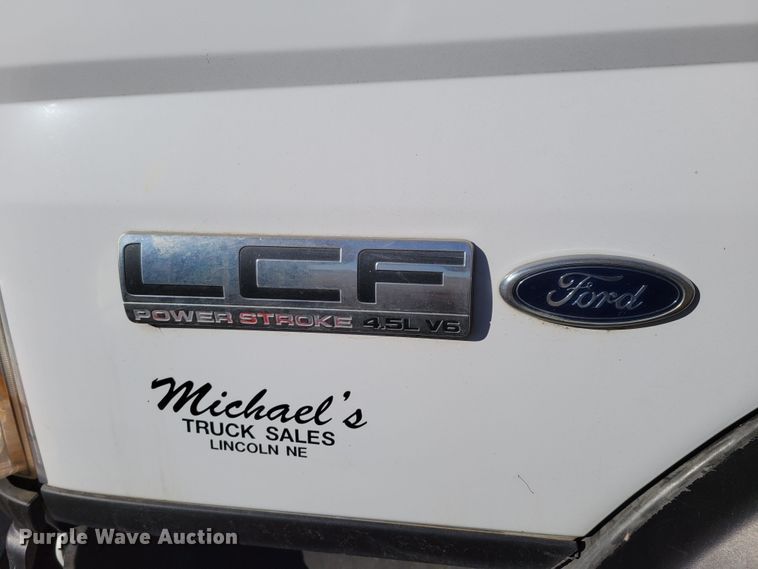 LCF
POWER STROKE 4.5L V6
Ford
Michael's
TRUCK SALES
LINCOLN NE
Purple Wave Auction